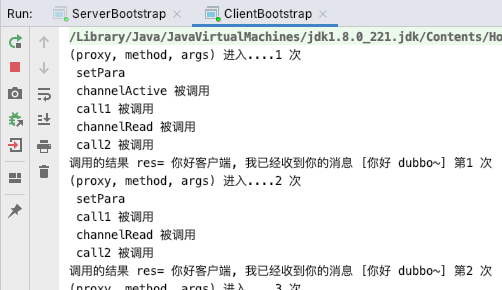 Run: ServerBootstrap × ClientBootstrap ×
/Library/Java/JavaVirtualMachines/jdk1.8.0_221.jdk/Contents/Ho
(proxy, method, args) 进入....1 次
setPara
channelActive 被调用
call1 被调用
channelRead 被调用
call2 被调用
调用的结果 res= 你好客户端, 我已经收到你的消息 [你好 dubbo~] 第1 次
(proxy, method, args) 进入....2 次
setPara
call1 被调用
channelRead 被调用
call2 被调用
调用的结果 res= 你好客户端, 我已经收到你的消息 [你好 dubbo~] 第2 次
(proxy, method, args) 进入....3 次